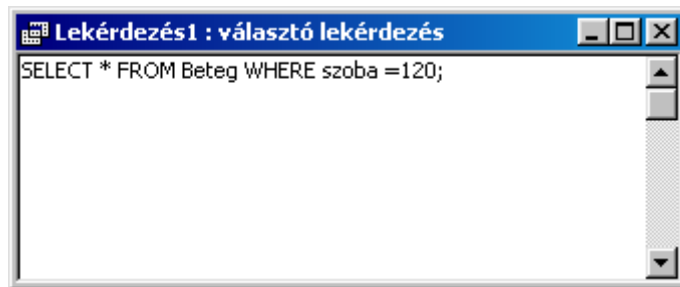 Lekérdezés1 : választó lekérdezés
SELECT * FROM Beteg WHERE szoba =120;